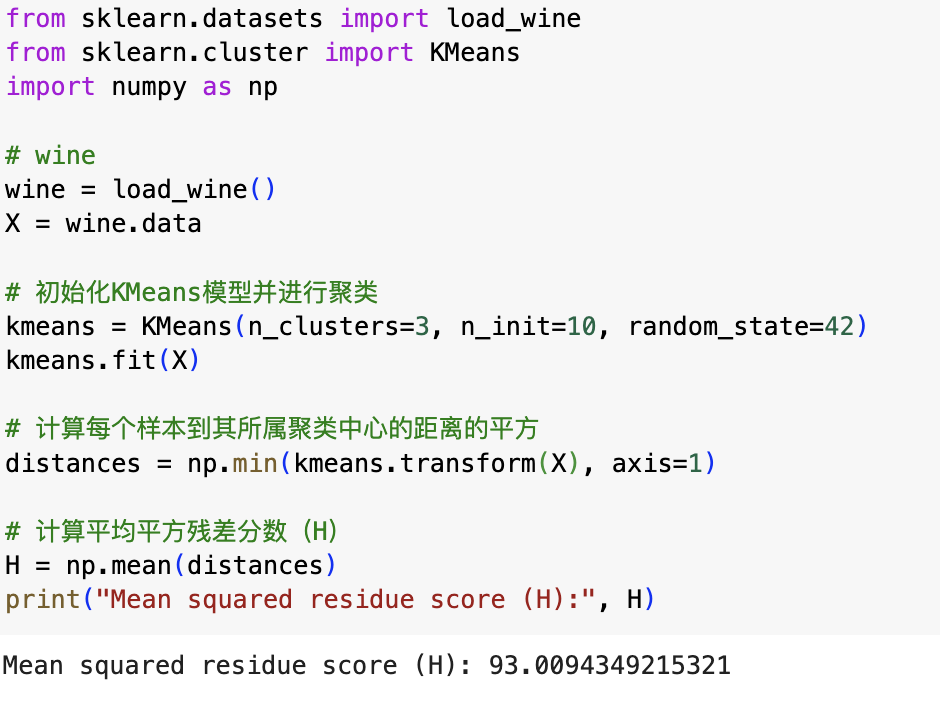 from sklearn.datasets import load_wine
from sklearn.cluster import KMeans
import numpy as np
# wine
wine = load_wine()
X = wine.data
# 初始化KMeans模型并进行聚类
kmeans = KMeans(n_clusters=3, n_init=10, random_state=42)
kmeans.fit(X)
# 计算每个样本到其所属聚类中心的距离的平方
distances = np.min(kmeans.transform(X), axis=1)
# 计算平均平方残差分数（H）
H = np.mean(distances)
print("Mean squared residue score (H):", H)
Mean squared residue score (H): 93.0094349215321